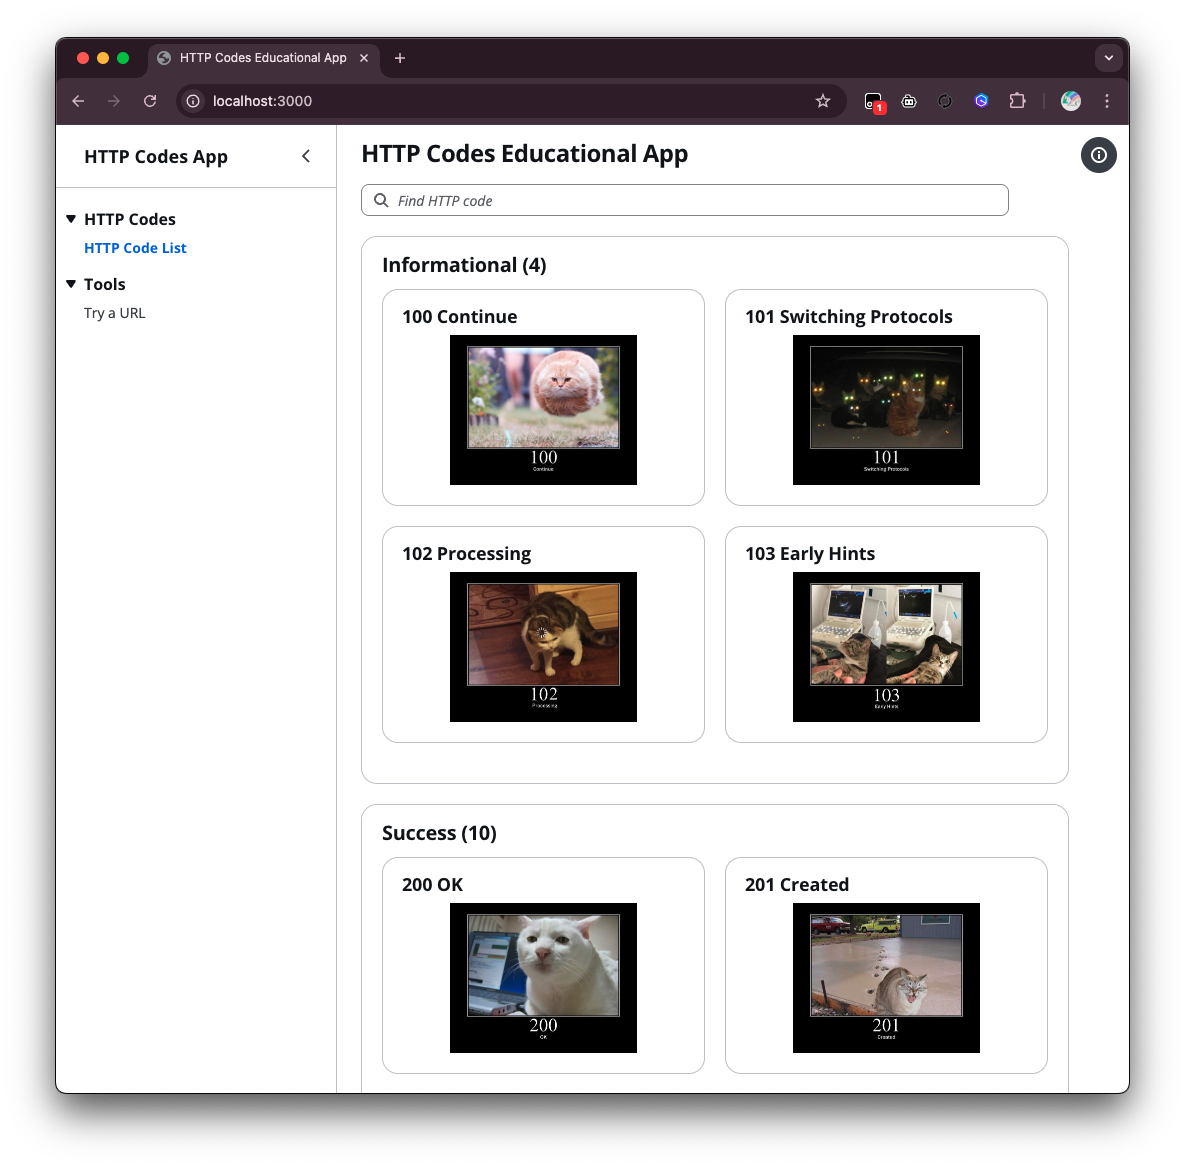 HTTP Codes Educational App
localhost:3000
1
HTTP Codes App
HTTP Codes
HTTP Code List
Tools
Try a URL
HTTP Codes Educational App
Find HTTP code
Informational (4)
100 Continue
100
Continue
101 Switching Protocols
101
Switching Protocols
102 Processing
102
Processing
103 Early Hints
103
Early Hints
Success (10)
200 OK
200
OK
201 Created
201
Created